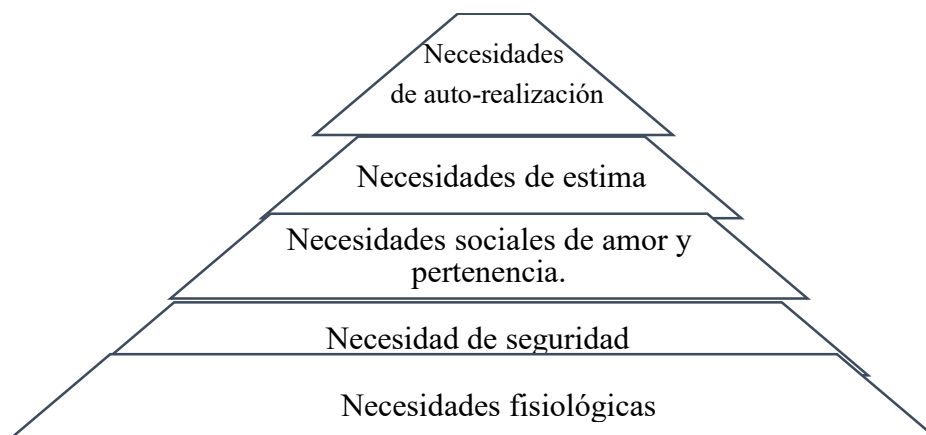 Necesidades
de auto-realización
Necesidades de estima
Necesidades sociales de amor y
pertenencia.
Necesidad de seguridad
Necesidades fisiológicas